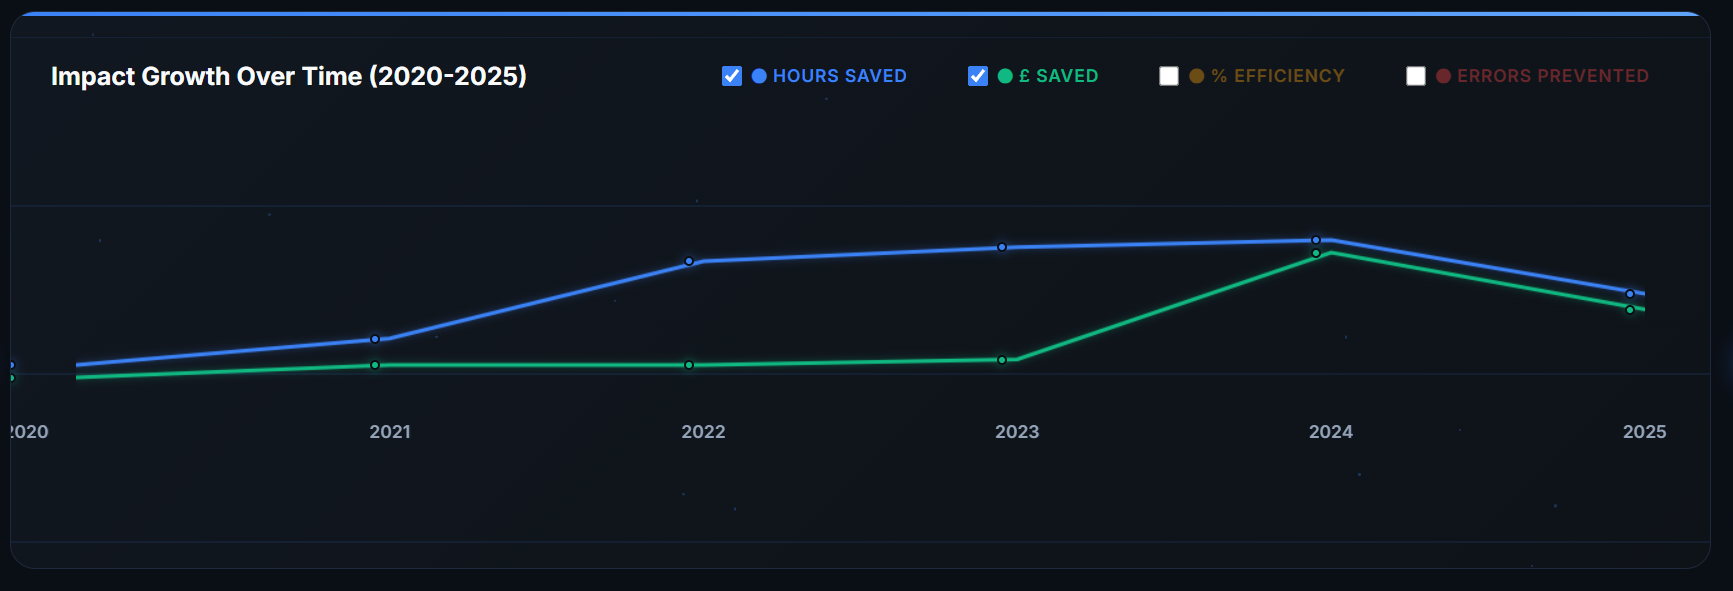 Impact Growth Over Time (2020-2025)
HOURS SAVED
£ SAVED
% EFFICIENCY
ERRORS PREVENTED
2020 2021 2022 2023 2024 2025